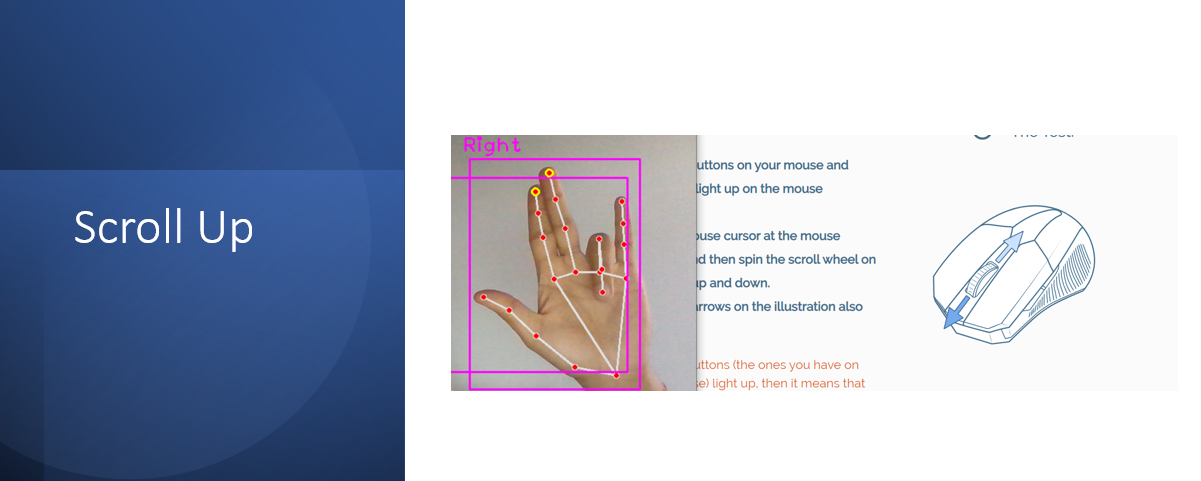 Scroll Up
Right
uttons on your mouse and
light up on the mouse
ouse cursor at the mouse
nd then spin the scroll wheel on
up and down.
arrows on the illustration also
uttons (the ones you have on
se) light up, then it means that